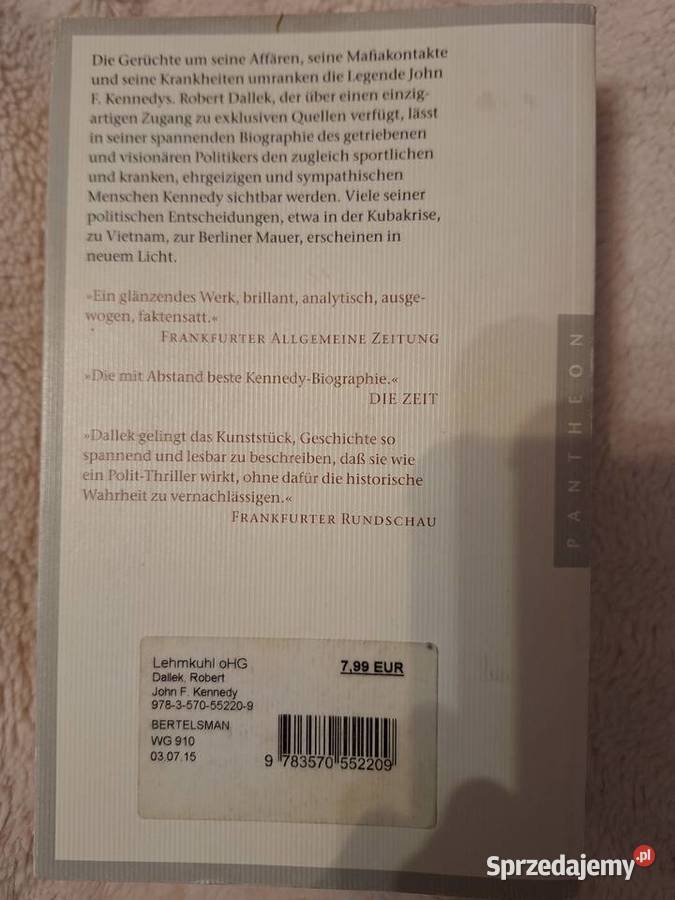 Die Gerüchte um seine Affären, seine Mafiakontakte
und seine Krankheiten umranken die Legende John
F. Kennedys. Robert Dallek, der über einen einzig-
artigen Zugang zu exklusiven Quellen verfügt, lässt
in seiner spannenden Biographie des getriebenen
und visionären Politikers den zugleich sportlichen
und kranken, ehrgeizigen und sympathischen
Menschen Kennedy sichtbar werden. Viele seiner
politischen Entscheidungen, etwa in der Kubakrise,
zu Vietnam, zur Berliner Mauer, erscheinen in
neuem Licht.
»Ein glänzendes Werk, brillant, analytisch, ausge-
wogen, faktensatt.«
FRANKFURTER ALLGEMEINE ZEITUNG
»Die mit Abstand beste Kennedy-Biographie.«
DIE ZEIT
»Dallek gelingt das Kunststück, Geschichte so
spannend und lesbar zu beschreiben, daß sie wie
ein Polit-Thriller wirkt, ohne dafür die historische
Wahrheit zu vernachlässigen.«
FRANKFURTER RUNDSCHAU
PANTHEON
Lehmkuhl oHG 7,99 EUR
Dallek, Robert
John F. Kennedy
978-3-570-55220-9
BERTELSMAN
WG 910
03.07.15
9 783570 552209
Sprzedajemy.pl